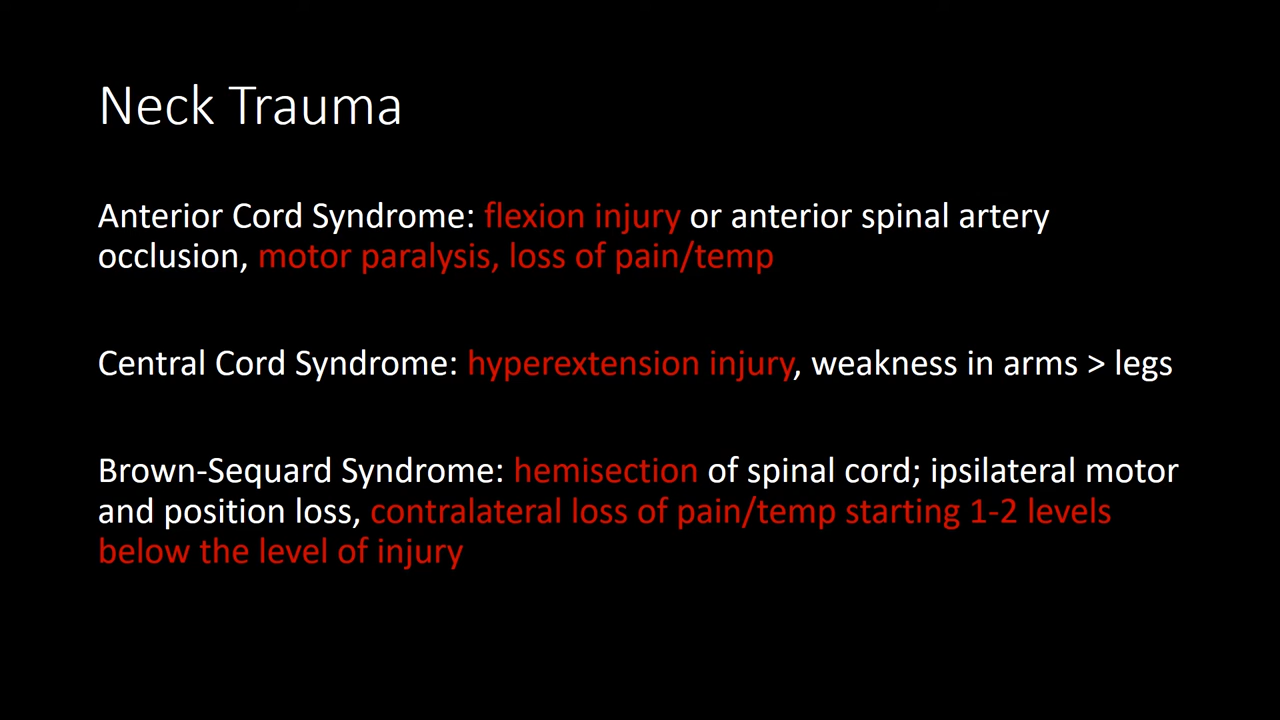 Neck Trauma
Anterior Cord Syndrome: flexion injury or anterior spinal artery
occlusion, motor paralysis, loss of pain/temp
Central Cord Syndrome: hyperextension injury, weakness in arms > legs
Brown-Sequard Syndrome: hemisection of spinal cord; ipsilateral motor
and position loss, contralateral loss of pain/temp starting 1-2 levels
below the level of injury